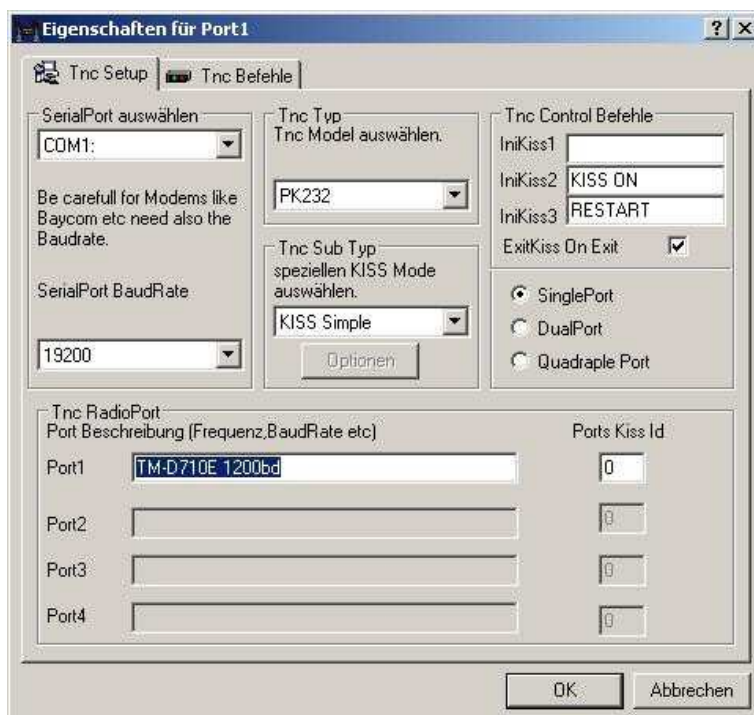 Eigenschaften für Port1
Tnc Setup
Tnc Befehle
SerialPort auswählen
COM1:
Be carefull for Modems like
Baycom etc need also the
Baudrate.
SerialPort BaudRate
19200
Tnc Typ
Tnc Model auswählen.
PK232
Tnc Sub Typ
speziellen KISS Mode
auswählen.
KISS Simple
Optionen
Tnc Control Befehle
IniKiss1
IniKiss2 KISS ON
IniKiss3 RESTART
ExitKiss On Exit
SinglePort
DualPort
Quadraple Port
Tnc RadioPort
Port Beschreibung (Frequenz,BaudRate etc) Ports Kiss Id
Port1 TM-D710E 1200bd 0
Port2 0
Port3 0
Port4 0
OK Abbrechen